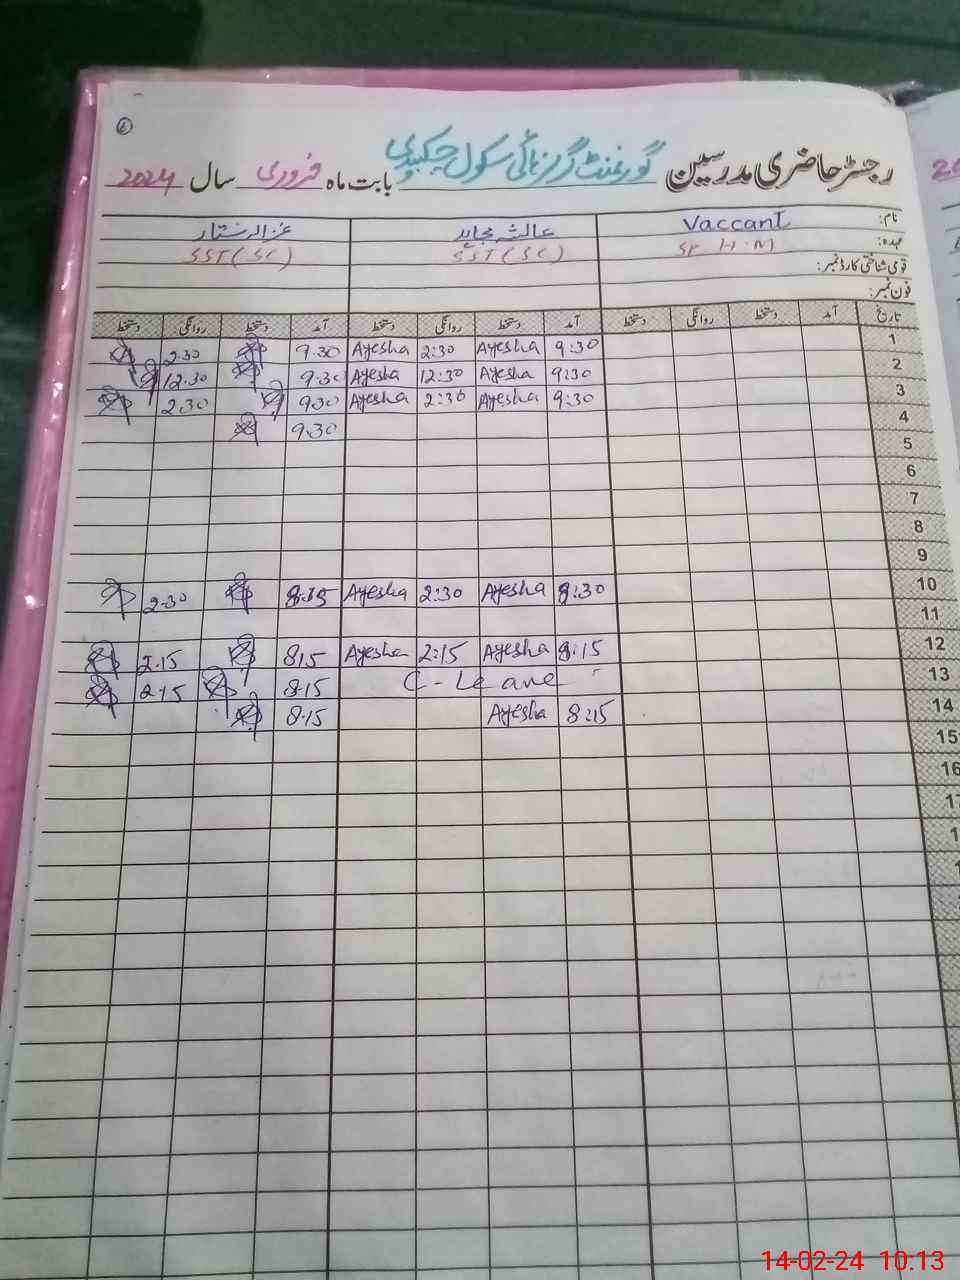 رجسٹر حاضری مدرسین گورنمنٹ گرلز ہائی سکول بابت ماہ فروری سال 2024
نام: Vaccant عائشہ مجاہد غزالہ ستار
عہدہ: Sr H.M SST (SC) SST (SC)
قومی شناختی کارڈ نمبر:
فون نمبر:
تاریخ آمد دستخط روانگی دستخط آمد دستخط روانگی دستخط آمد دستخط روانگی دستخط
1 9:30 Ayesha 2:30 Ayesha 9.30 2.30
2 9:30 Ayesha 12:30 Ayesha 9.30 12.30
3 9:30 Ayesha 2:30 Ayesha 9.30 2.30
4 9.30
5
6
7
8
9
10 8:30 Ayesha 2:30 Ayesha 8.35 2.30
11
12 8:15 Ayesha 2:15 Ayesha 8.15 2.15
13 C-Leave 8.15 2.15
14 8:15 Ayesha 8.15
15
16
14-02-24 10:13